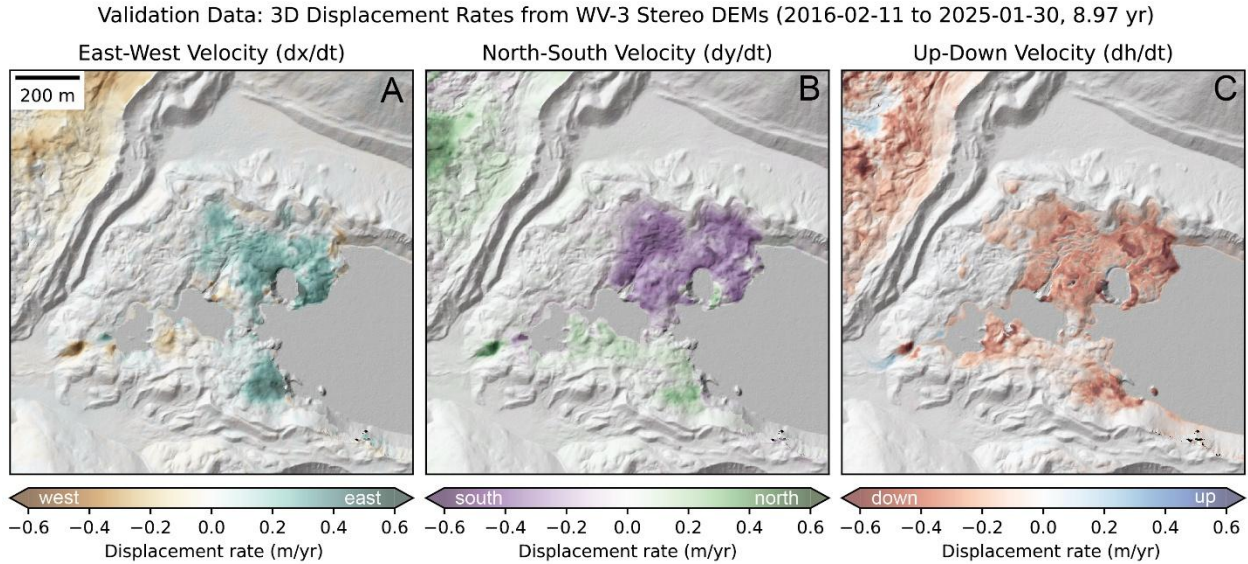 Validation Data: 3D Displacement Rates from WV-3 Stereo DEMs (2016-02-11 to 2025-01-30, 8.97 yr)
East-West Velocity (dx/dt)
North-South Velocity (dy/dt)
Up-Down Velocity (dh/dt)
200 m
A
B
C
west east
south north
down up
−0.6 −0.4 −0.2 0.0 0.2 0.4 0.6
−0.6 −0.4 −0.2 0.0 0.2 0.4 0.6
−0.6 −0.4 −0.2 0.0 0.2 0.4 0.6
Displacement rate (m/yr)
Displacement rate (m/yr)
Displacement rate (m/yr)